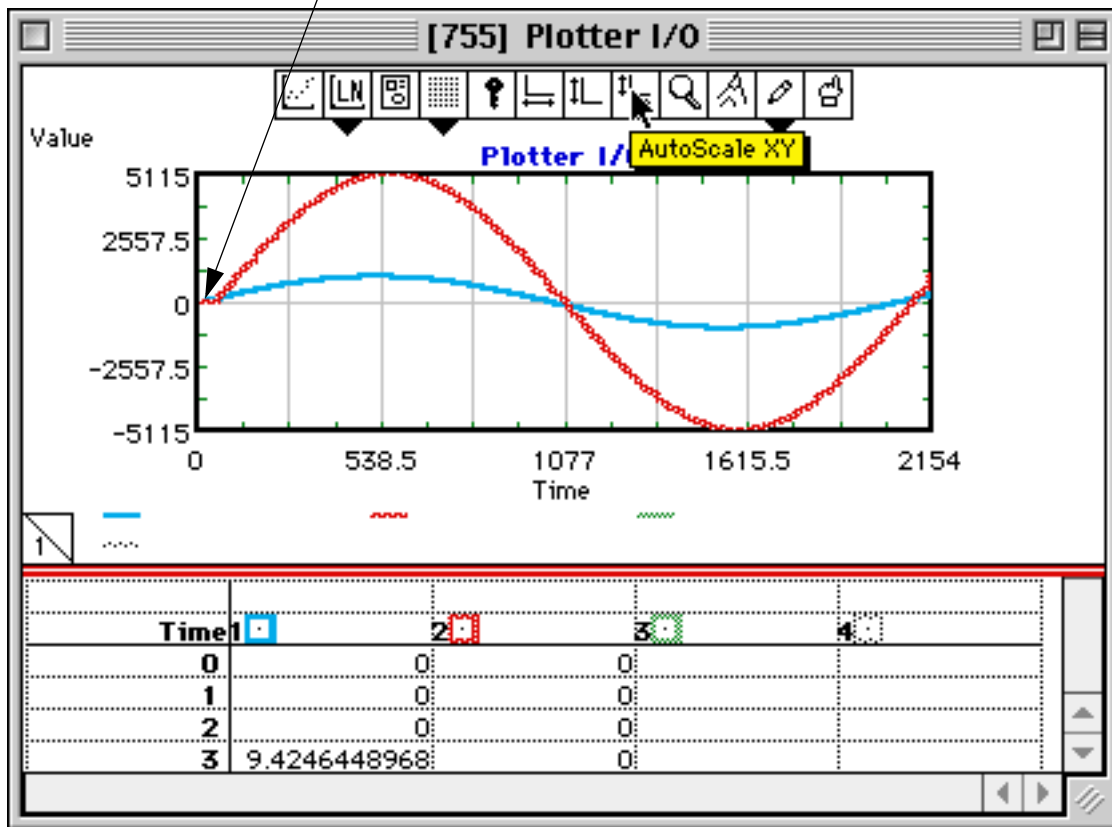 [755] Plotter I/O
LN
Value
Plotter I/
AutoScale XY
5115
2557.5
0
-2557.5
-5115
0 538.5 1077 1615.5 2154
Time
1
Time 1 2 3 4
0 0 0
1 0 0
2 0 0
3 9.4246448968 0